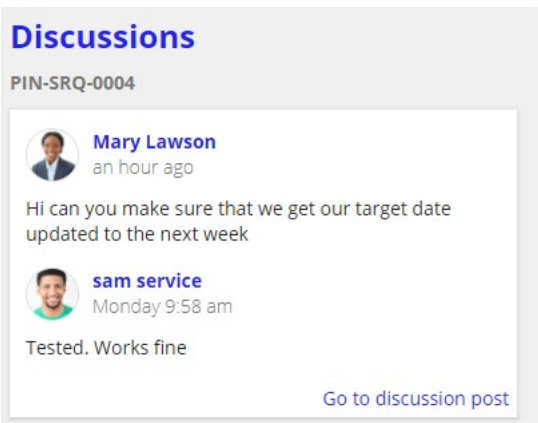 Discussions
PIN-SRQ-0004
Mary Lawson
an hour ago
Hi can you make sure that we get our target date
updated to the next week
sam service
Monday 9:58 am
Tested. Works fine
Go to discussion post